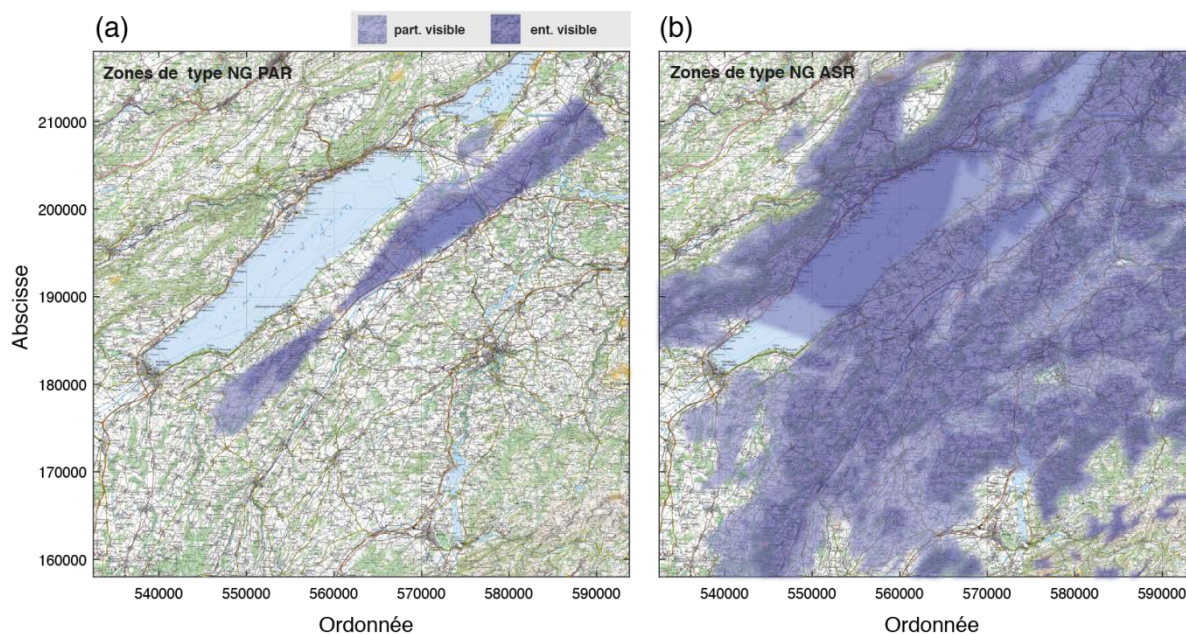 (a)
part. visible
ent. visible
(b)
Zones de type NG PAR
Zones de type NG ASR
210000
200000
190000
180000
170000
160000
Abscisse
540000 550000 560000 570000 580000 590000
540000 550000 560000 570000 580000 590000
Ordonnée
Ordonnée